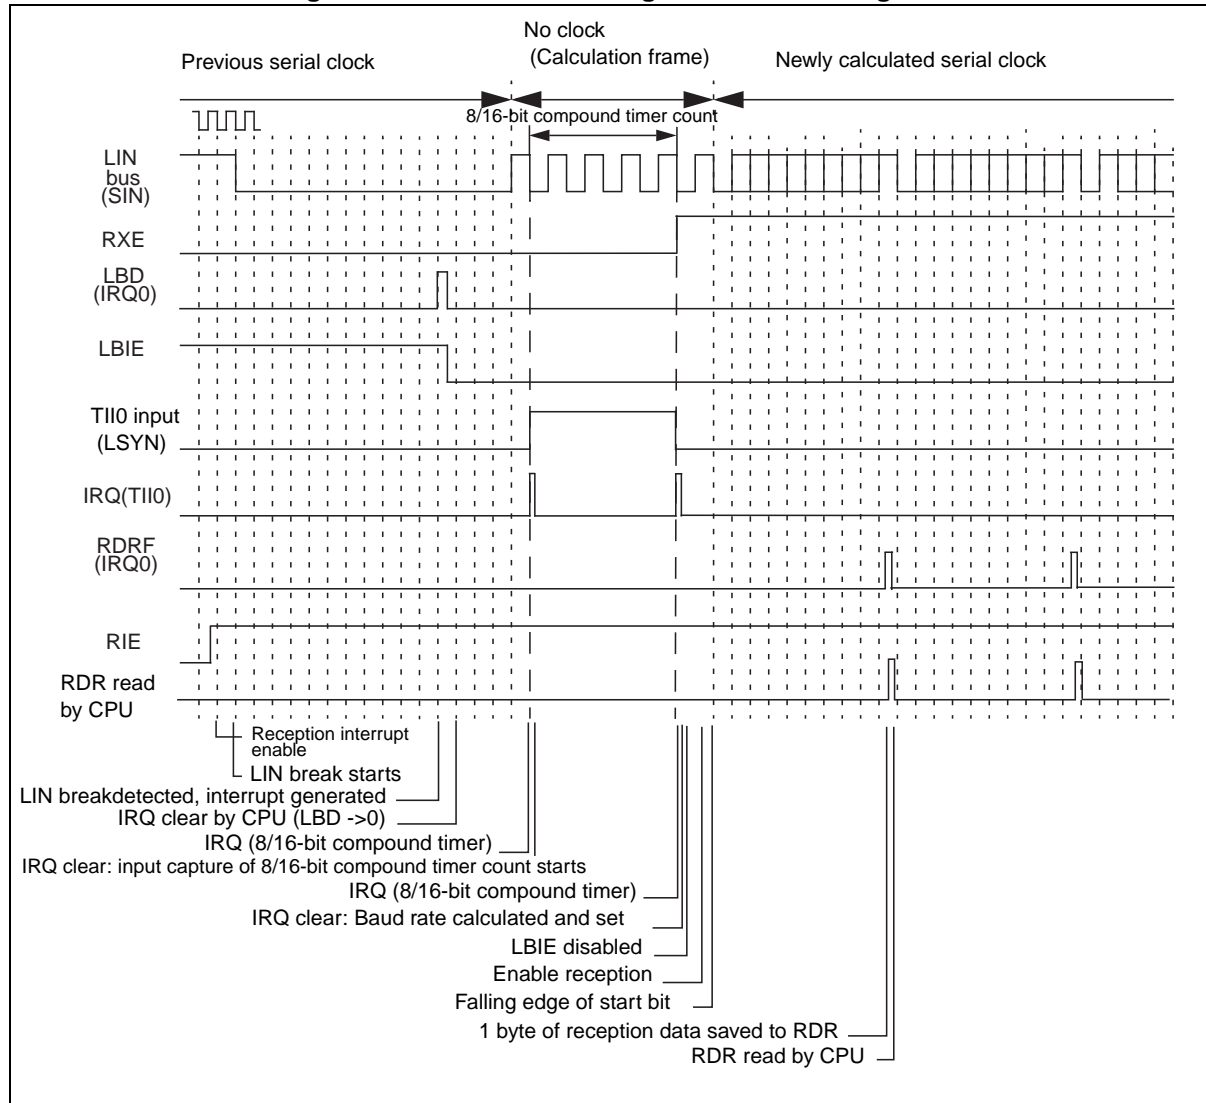 No clock
(Calculation frame)
Previous serial clock
Newly calculated serial clock
8/16-bit compound timer count
LIN
bus
(SIN)
RXE
LBD
(IRQ0)
LBIE
TII0 input
(LSYN)
IRQ(TII0)
RDRF
(IRQ0)
RIE
RDR read
by CPU
Reception interrupt
enable
LIN break starts
LIN breakdetected, interrupt generated
IRQ clear by CPU (LBD ->0)
IRQ (8/16-bit compound timer)
IRQ clear: input capture of 8/16-bit compound timer count starts
IRQ (8/16-bit compound timer)
IRQ clear: Baud rate calculated and set
LBIE disabled
Enable reception
Falling edge of start bit
1 byte of reception data saved to RDR
RDR read by CPU